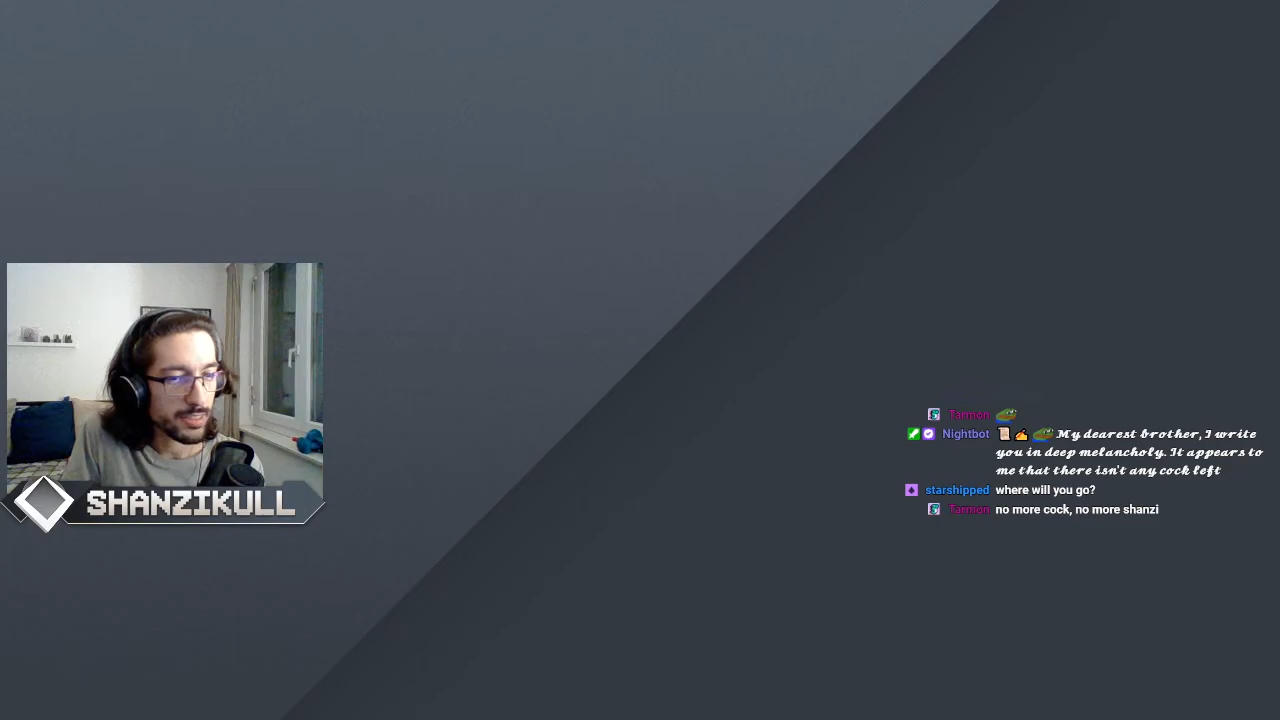 Tarmon:
Nightbot My dearest brother, I write
you in deep melancholy. It appears to
me that there isn't any cock left
starshipped where will you go?
Tarmon: no more cock, no more shanzi
SHANZIKULL